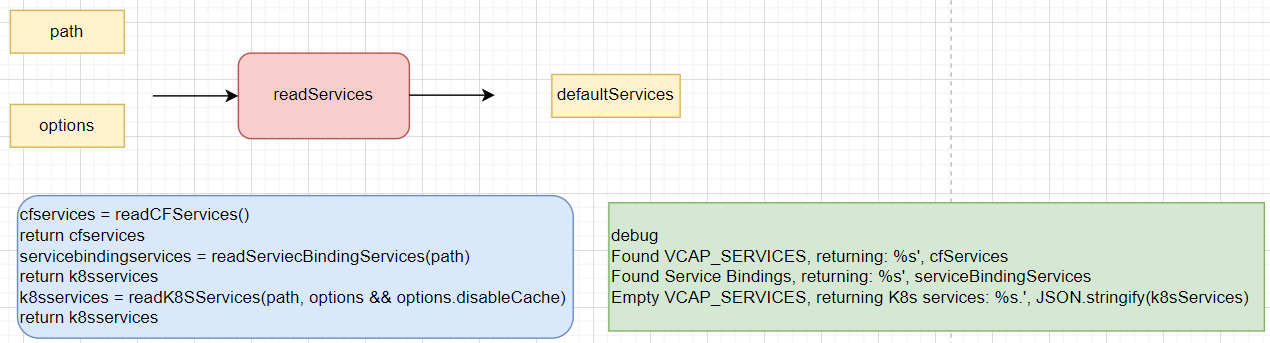 path
options
readServices
defaultServices
cfservices = readCFServices()
return cfservices
servicebindingservices = readServiecBindingServices(path)
return k8sservices
k8sservices = readK8SServices(path, options && options.disableCache)
return k8sservices
debug
Found VCAP_SERVICES, returning: %s', cfServices
Found Service Bindings, returning: %s', serviceBindingServices
Empty VCAP_SERVICES, returning K8s services: %s.', JSON.stringify(k8sServices)